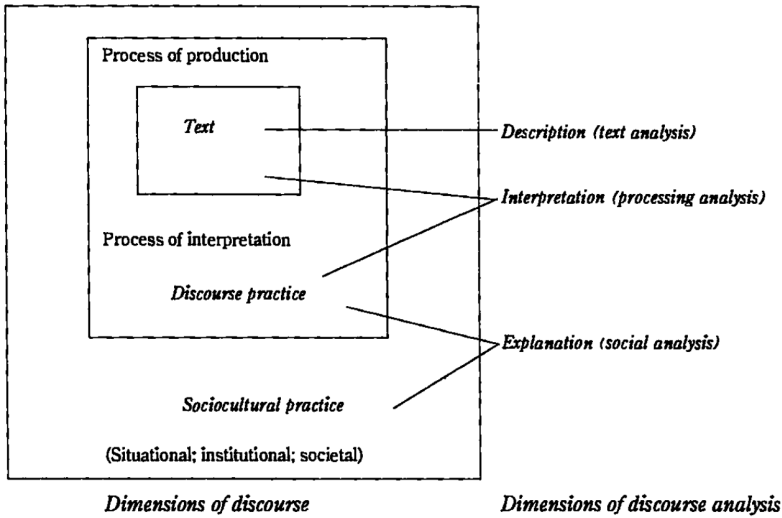 Process of production
Text
Description (text analysis)
Interpretation (processing analysis)
Process of interpretation
Discourse practice
Explanation (social analysis)
Sociocultural practice
(Situational; institutional; societal)
Dimensions of discourse
Dimensions of discourse analysis